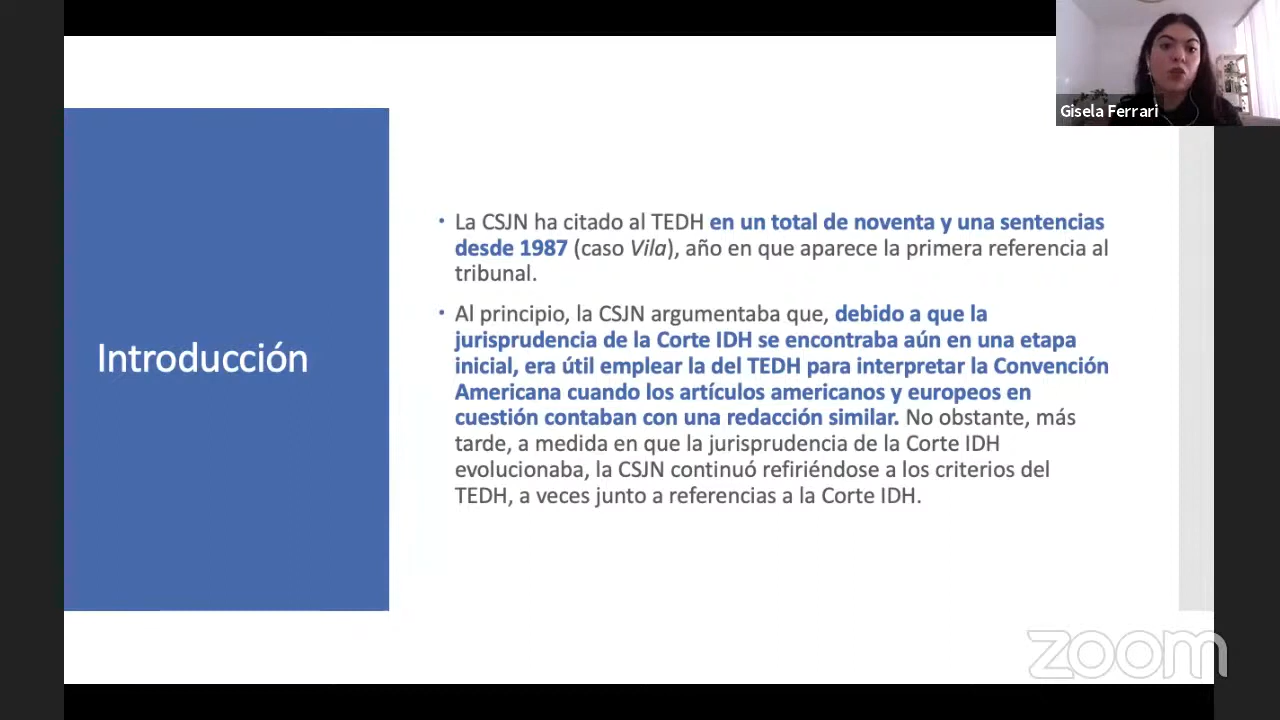 Gisela Ferrari
Introducción
• La CSJN ha citado al TEDH en un total de noventa y una sentencias
desde 1987 (caso Vila), año en que aparece la primera referencia al
tribunal.
• Al principio, la CSJN argumentaba que, debido a que la
jurisprudencia de la Corte IDH se encontraba aún en una etapa
inicial, era útil emplear la del TEDH para interpretar la Convención
Americana cuando los artículos americanos y europeos en
cuestión contaban con una redacción similar. No obstante, más
tarde, a medida en que la jurisprudencia de la Corte IDH
evolucionaba, la CSJN continuó refiriéndose a los criterios del
TEDH, a veces junto a referencias a la Corte IDH.
zoom